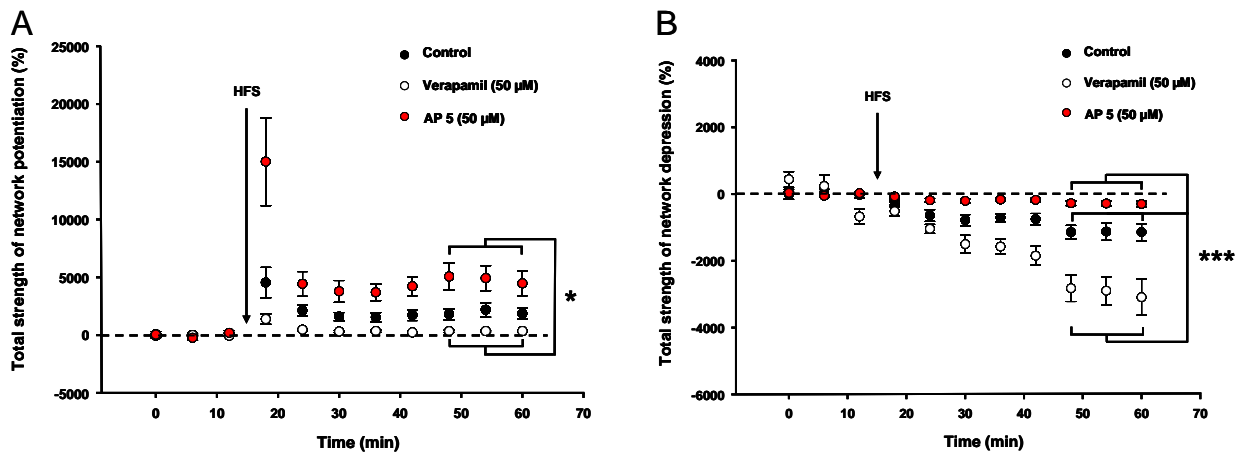 A
Total strength of network potentiation (%)
25000
20000
15000
10000
5000
0
-5000
HFS
Control
Verapamil (50 µM)
AP 5 (50 µM)
*
0
10
20
30
40
50
60
70
Time (min)
B
Total strength of network depression (%)
4000
2000
0
-2000
-4000
-6000
HFS
Control
Verapamil (50 µM)
AP 5 (50 µM)
***
0
10
20
30
40
50
60
70
Time (min)